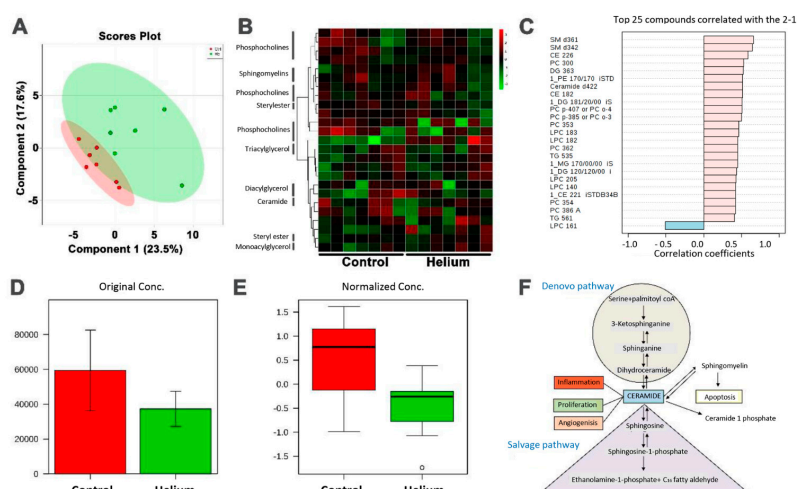 A
Scores Plot
Component 2 (17.6%)
5
0
-5
-5
0
5
10
Component 1 (23.5%)
B
Phosphocholines
Sphingomyelins
Phosphocholines
Sterylester
Phosphocholines
Triacylglycerol
Diacylglycerol
Ceramide
Steryl ester
Monoacylglycerol
Control
Helium
C
Top 25 compounds correlated with the 2-1
SM d361
SM d342
CE 226
PC 300
DG 363
1_PE 170/170 iSTD
Ceramide d422
CE 182
1_DG 181/20/00 iS
PC p-407 or PC o-4
PC p-385 or PC o-3
PC 353
LPC 183
LPC 182
PC 362
TG 535
1_MG 170/00/00 iS
1_DG 120/120/00 i
LPC 205
LPC 140
1_CE 221 iSTDB34B
PC 354
PC 386 A
TG 561
LPC 161
-1.0
-0.5
0.0
0.5
1.0
Correlation coefficients
D
Original Conc.
80000
60000
40000
20000
0
Control
Helium
E
Normalized Conc.
1.5
1.0
0.5
0.0
-0.5
-1.0
-1.5
Control
Helium
F
Denovo pathway
Serine+palmitoyl coA
3-Ketosphinganine
Sphinganine
Dihydroceramide
Sphingomyelin
Inflammation
CERAMIDE
Apoptosis
Proliferation
Ceramide 1 phosphate
Angiogenisis
Sphingosine
Salvage pathway
Sphingosine-1-phosphate